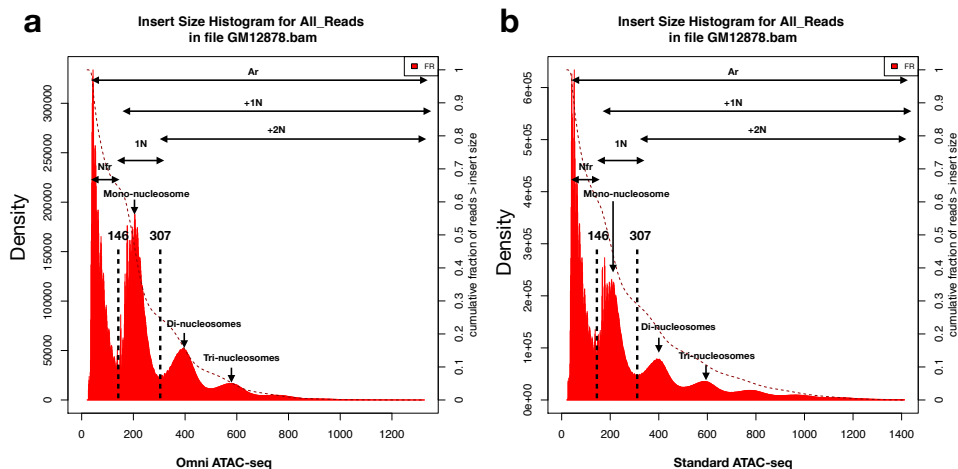 a
Insert Size Histogram for All_Reads
in file GM12878.bam
FR
Ar
+1N
+2N
1N
Nfr
Mono-nucleosome
146
307
Di-nucleosomes
Tri-nucleosomes
Density
0
50000
100000
150000
200000
250000
300000
0
200
400
600
800
1000
1200
Omni ATAC-seq
cumulative fraction of reads > insert size
0
0.1
0.2
0.3
0.4
0.5
0.6
0.7
0.8
0.9
1
b
Insert Size Histogram for All_Reads
in file GM12878.bam
FR
Ar
+1N
+2N
1N
Nfr
Mono-nucleosome
146
307
Di-nucleosomes
Tri-nucleosomes
Density
0e+00
1e+05
2e+05
3e+05
4e+05
5e+05
6e+05
0
200
400
600
800
1000
1200
1400
Standard ATAC-seq
cumulative fraction of reads > insert size
0
0.1
0.2
0.3
0.4
0.5
0.6
0.7
0.8
0.9
1